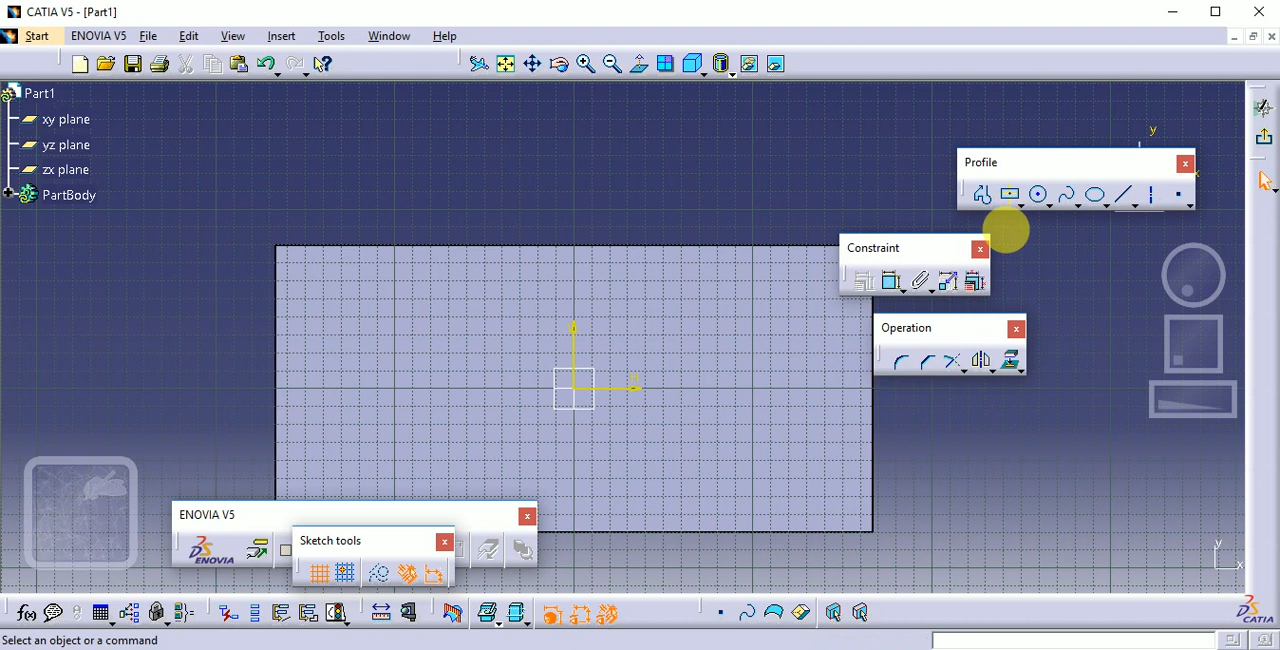 CATIA V5 - [Part1]
Start ENOVIA V5 File Edit View Insert Tools Window Help
Part1
xy plane
yz plane
zx plane
PartBody
y
x
Profile
Constraint
Operation
H
ENOVIA V5
ENOVIA
Sketch tools
y
x
f(x)
CATIA
Select an object or a command